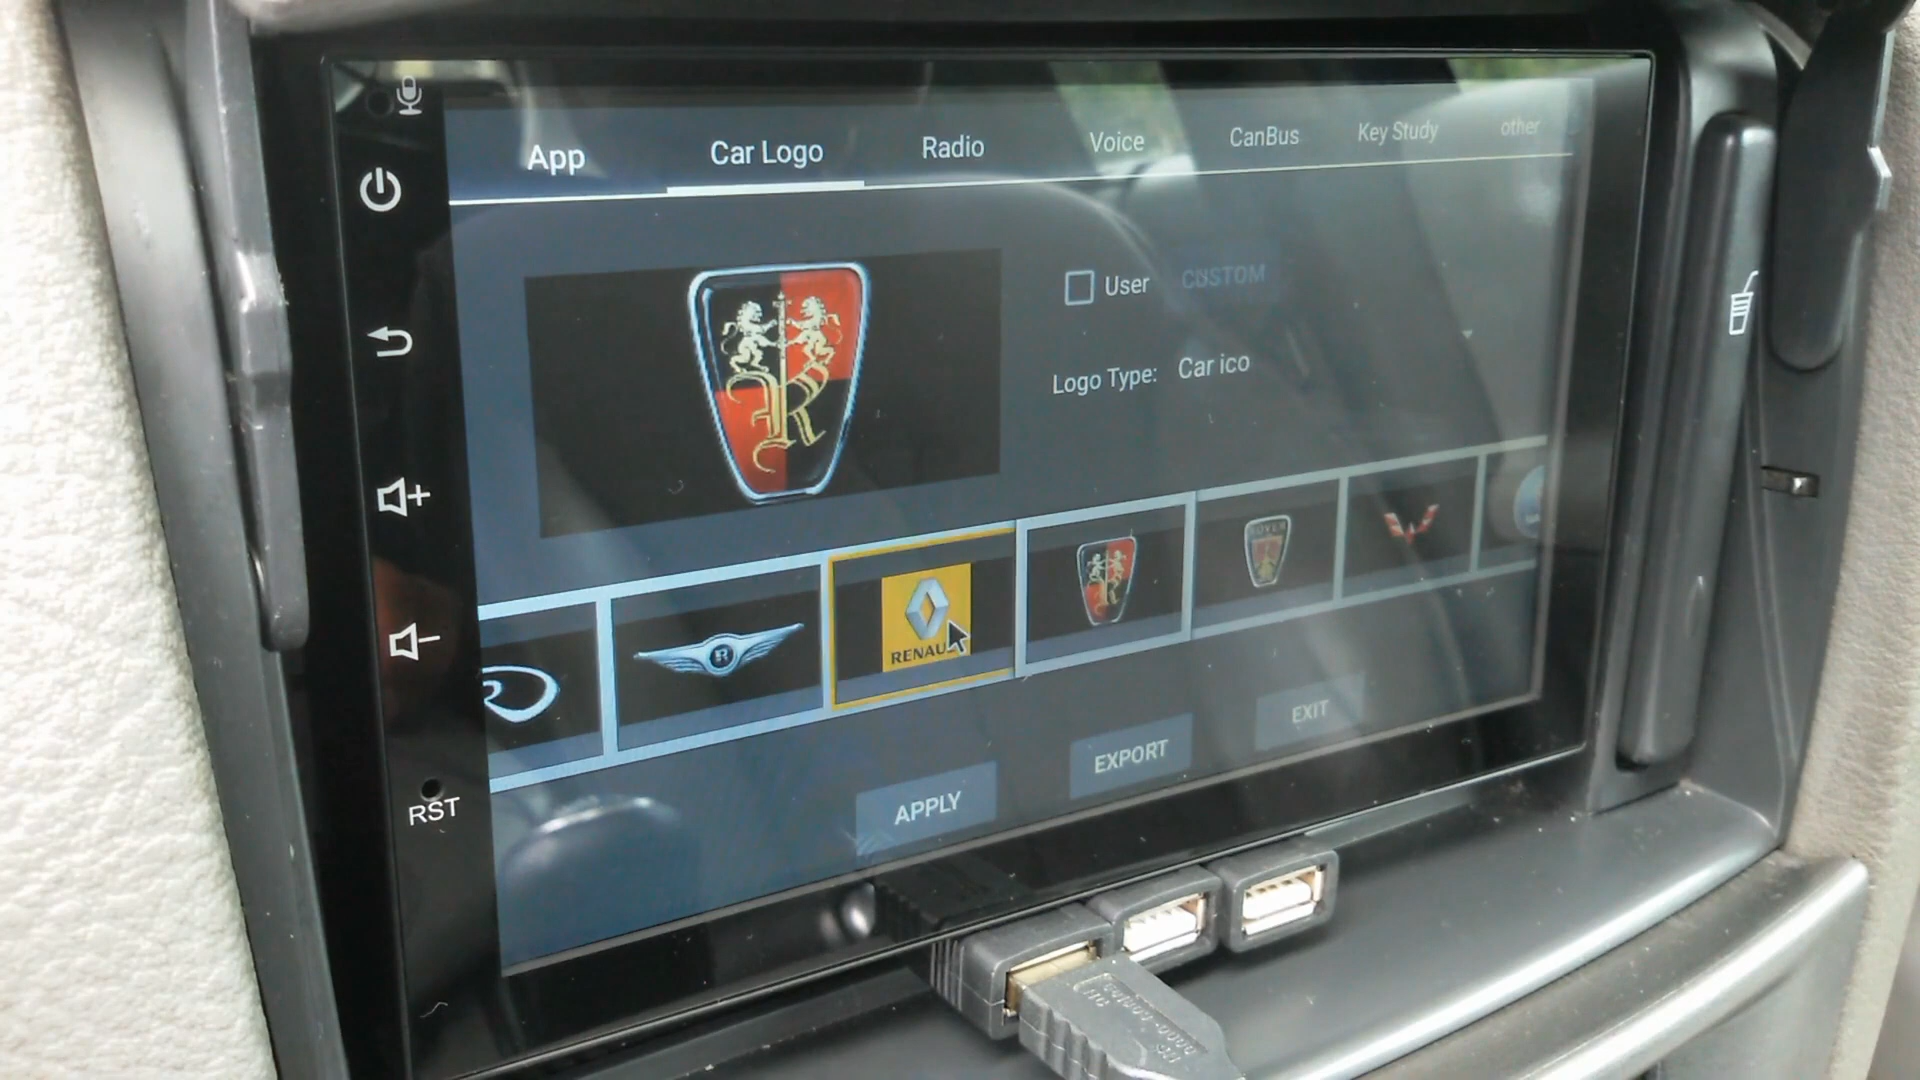 App Car Logo Radio Voice CanBus Key Study other
User CUSTOM
Logo Type: Car ico
R
R
RENAU
ROVER
APPLY EXPORT EXIT
RST